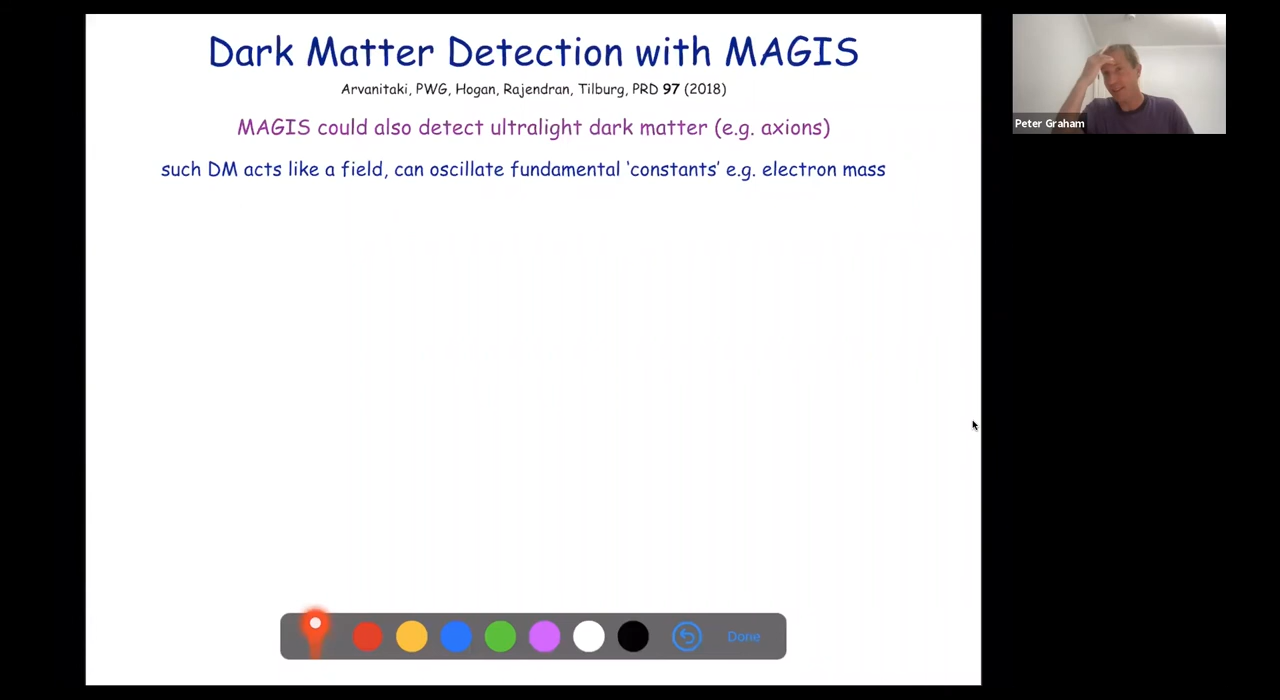 Dark Matter Detection with MAGIS
Arvanitaki, PWG, Hogan, Rajendran, Tilburg, PRD 97 (2018)
MAGIS could also detect ultralight dark matter (e.g. axions)
such DM acts like a field, can oscillate fundamental ‘constants’ e.g. electron mass
Peter Graham
Done